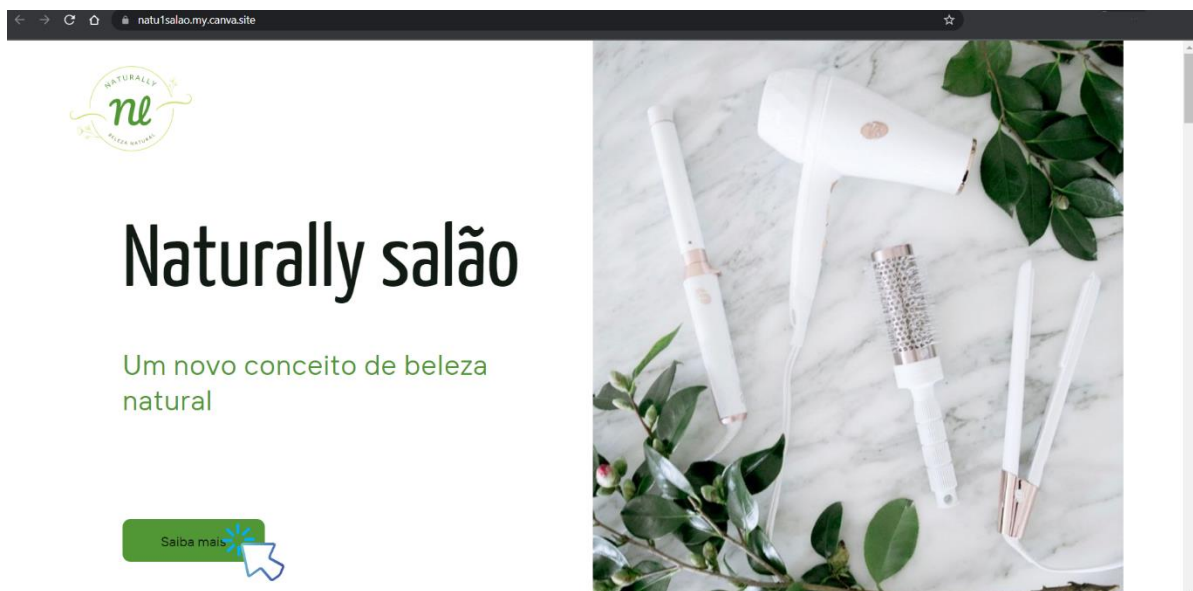 natu1salao.my.canva.site
NATURALLY
nl
BELEZA NATURAL
Naturally salão
Um novo conceito de beleza
natural
Saiba mais